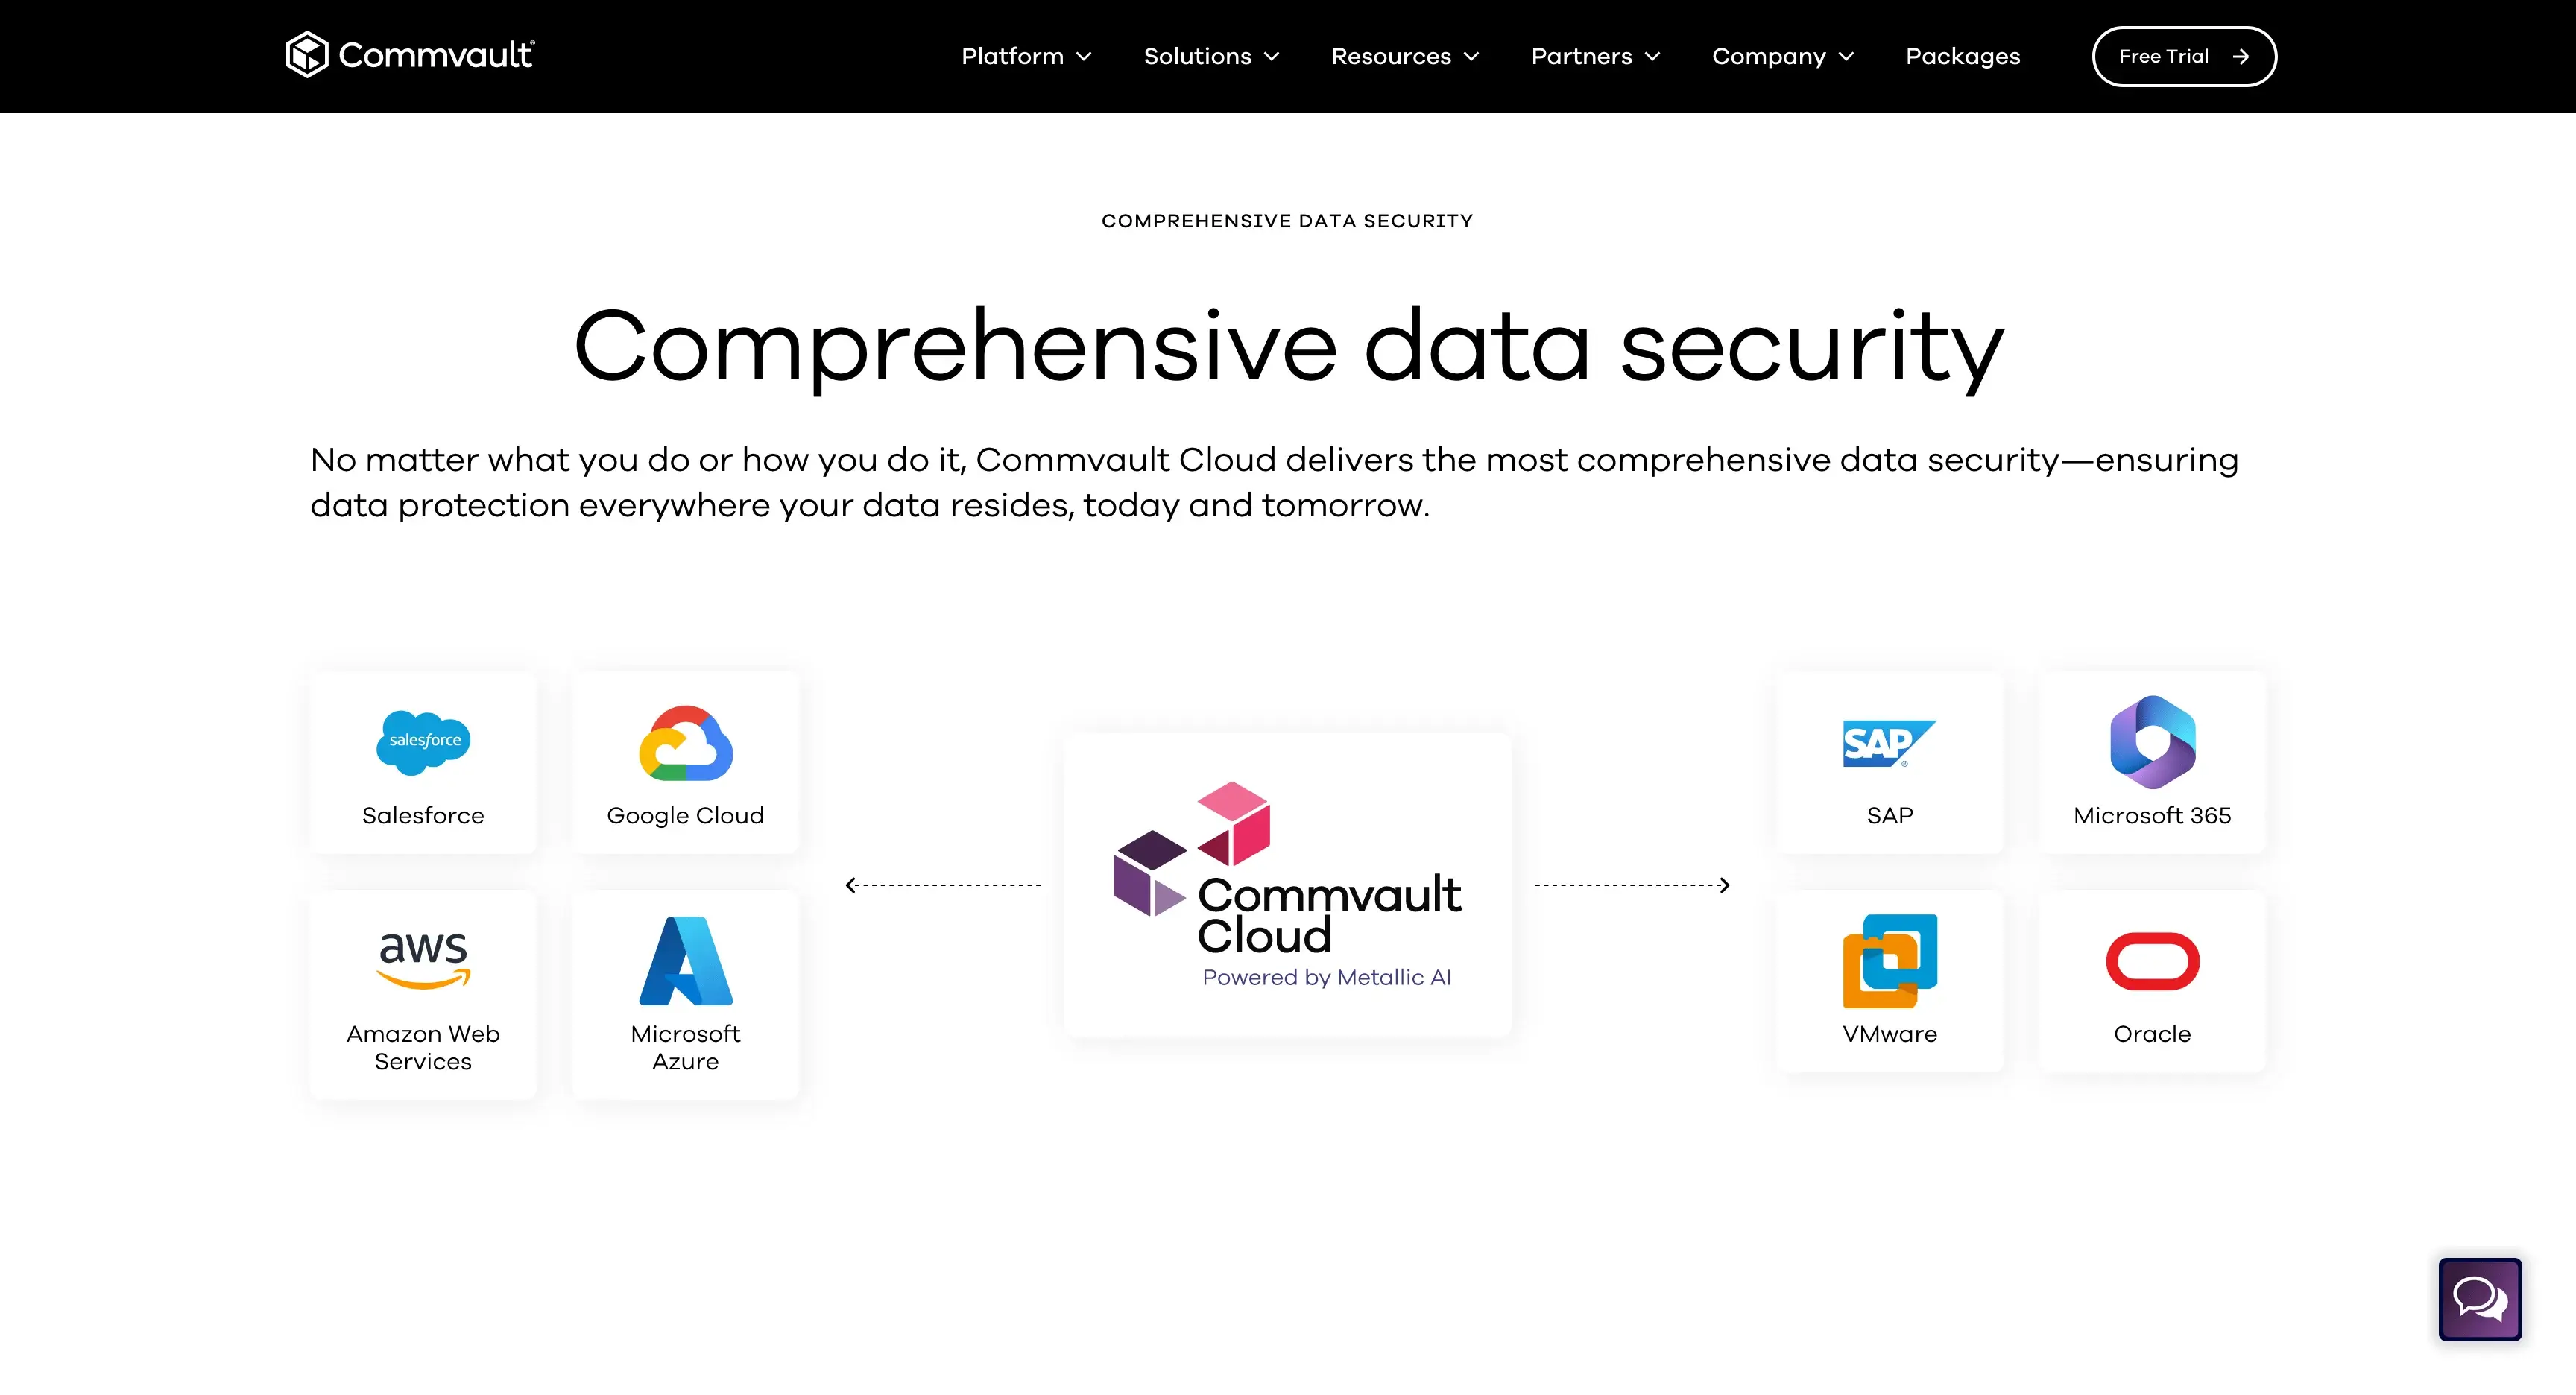 Commvault®
Platform
Solutions
Resources
Partners
Company
Packages
Free Trial
COMPREHENSIVE DATA SECURITY
Comprehensive data security
No matter what you do or how you do it, Commvault Cloud delivers the most comprehensive data security—ensuring
data protection everywhere your data resides, today and tomorrow.
salesforce
Salesforce
Google Cloud
aws
Amazon Web
Services
Microsoft
Azure
Commvault
Cloud
Powered by Metallic AI
SAP®
SAP
Microsoft 365
VMware
Oracle